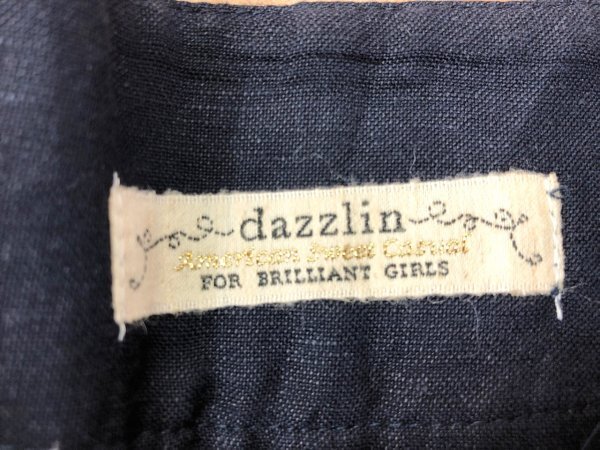 dazzlin
American Sweet Casual
FOR BRILLIANT GIRLS